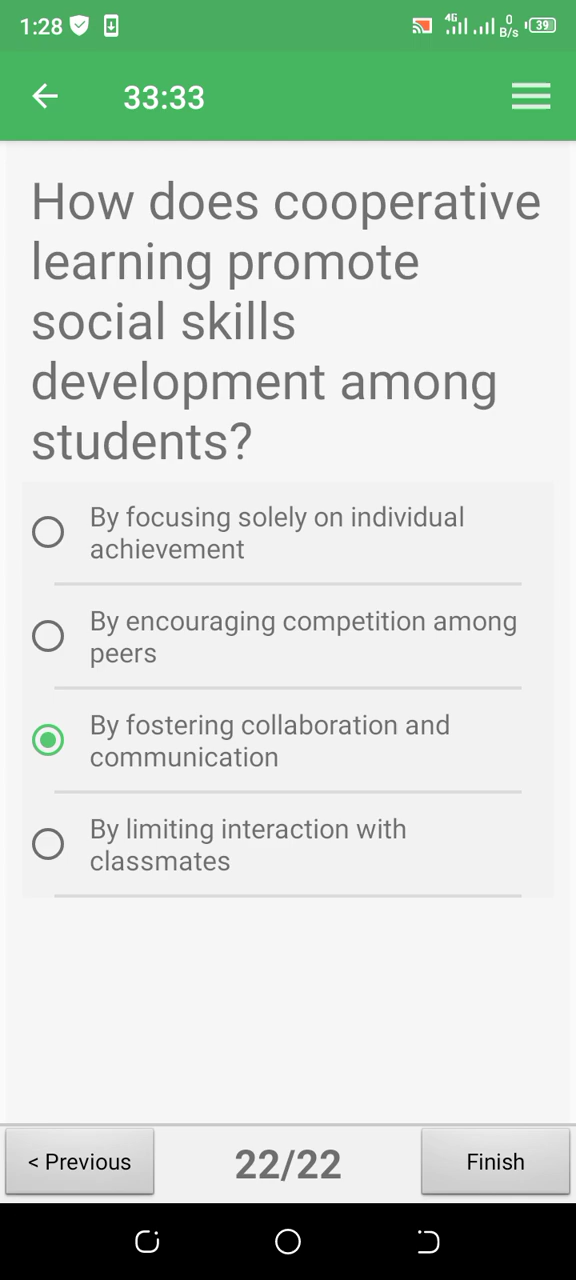 1:28 4G 0 B/s 39
33:33
How does cooperative
learning promote
social skills
development among
students?
By focusing solely on individual
achievement
By encouraging competition among
peers
By fostering collaboration and
communication
By limiting interaction with
classmates
< Previous 22/22 Finish